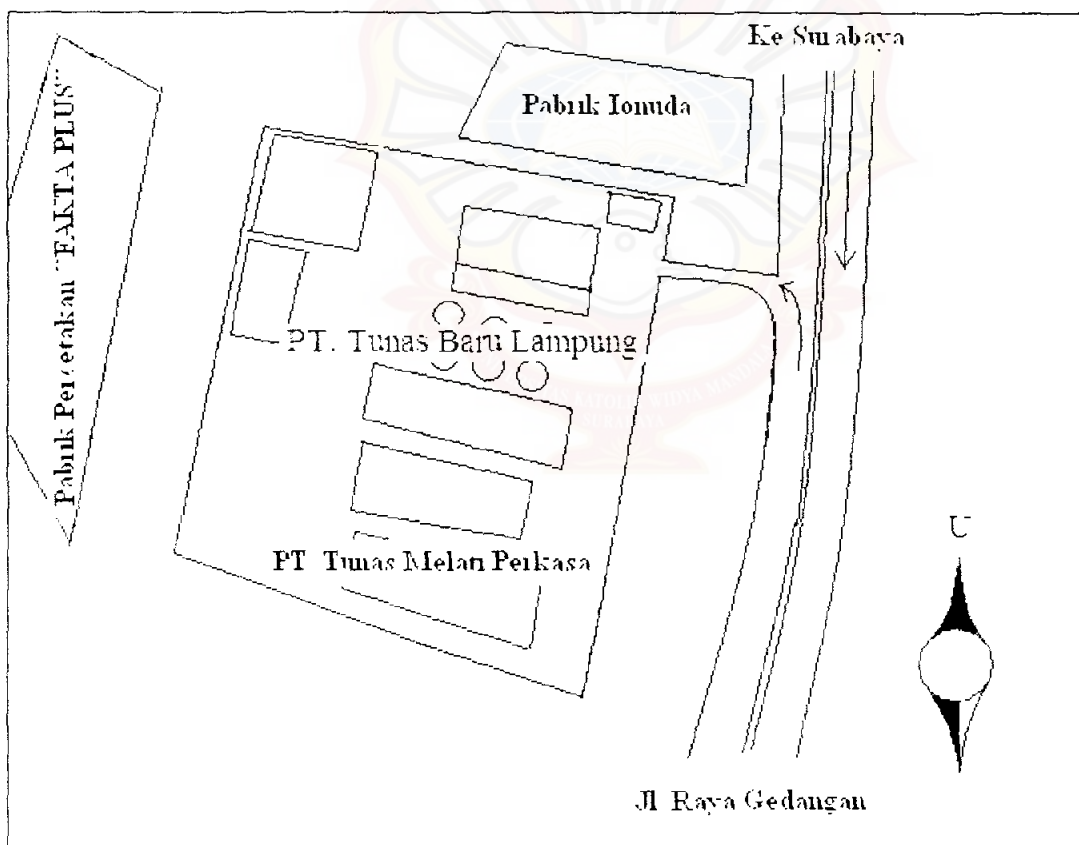 Ke Surabaya
Pabrik Ionuda
Pabrik Percetakan "FAKTA PLUS"
PT. Tunas Baru Lampung
PT Tunas Melati Perkasa
U
Jl Raya Gedangan
SURABAYA